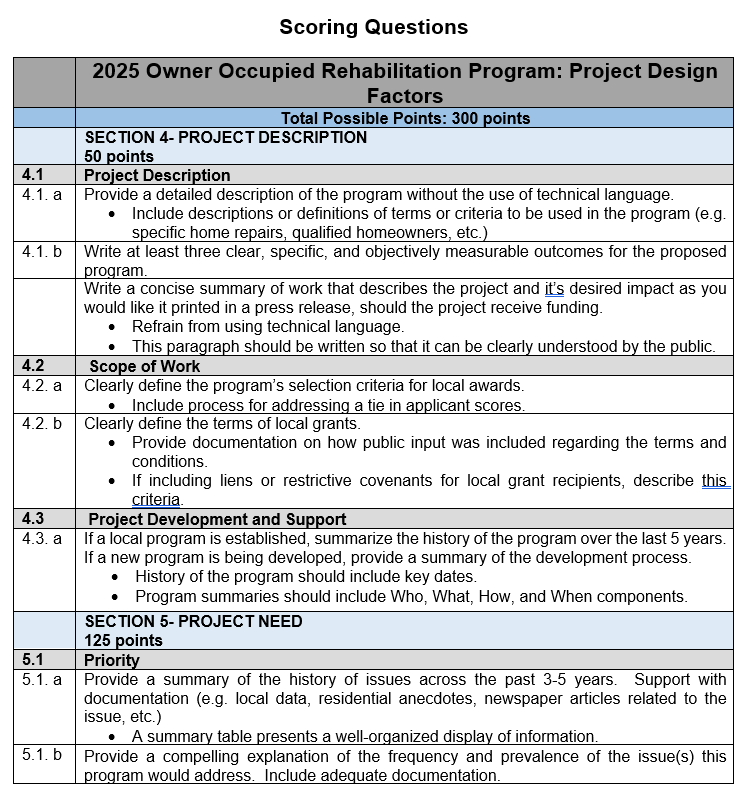 Scoring Questions
2025 Owner Occupied Rehabilitation Program: Project Design
Factors
Total Possible Points: 300 points
SECTION 4- PROJECT DESCRIPTION
50 points
4.1 Project Description
4.1. a Provide a detailed description of the program without the use of technical language.
• Include descriptions or definitions of terms or criteria to be used in the program (e.g.
specific home repairs, qualified homeowners, etc.)
4.1. b Write at least three clear, specific, and objectively measurable outcomes for the proposed
program.
Write a concise summary of work that describes the project and it's desired impact as you
would like it printed in a press release, should the project receive funding.
• Refrain from using technical language.
• This paragraph should be written so that it can be clearly understood by the public.
4.2 Scope of Work
4.2. a Clearly define the program's selection criteria for local awards.
• Include process for addressing a tie in applicant scores.
4.2. b Clearly define the terms of local grants.
• Provide documentation on how public input was included regarding the terms and
conditions.
• If including liens or restrictive covenants for local grant recipients, describe this
criteria.
4.3 Project Development and Support
4.3. a If a local program is established, summarize the history of the program over the last 5 years.
If a new program is being developed, provide a summary of the development process.
• History of the program should include key dates.
• Program summaries should include Who, What, How, and When components.
SECTION 5- PROJECT NEED
125 points
5.1 Priority
5.1. a Provide a summary of the history of issues across the past 3-5 years. Support with
documentation (e.g. local data, residential anecdotes, newspaper articles related to the
issue, etc.)
• A summary table presents a well-organized display of information.
5.1. b Provide a compelling explanation of the frequency and prevalence of the issue(s) this
program would address. Include adequate documentation.